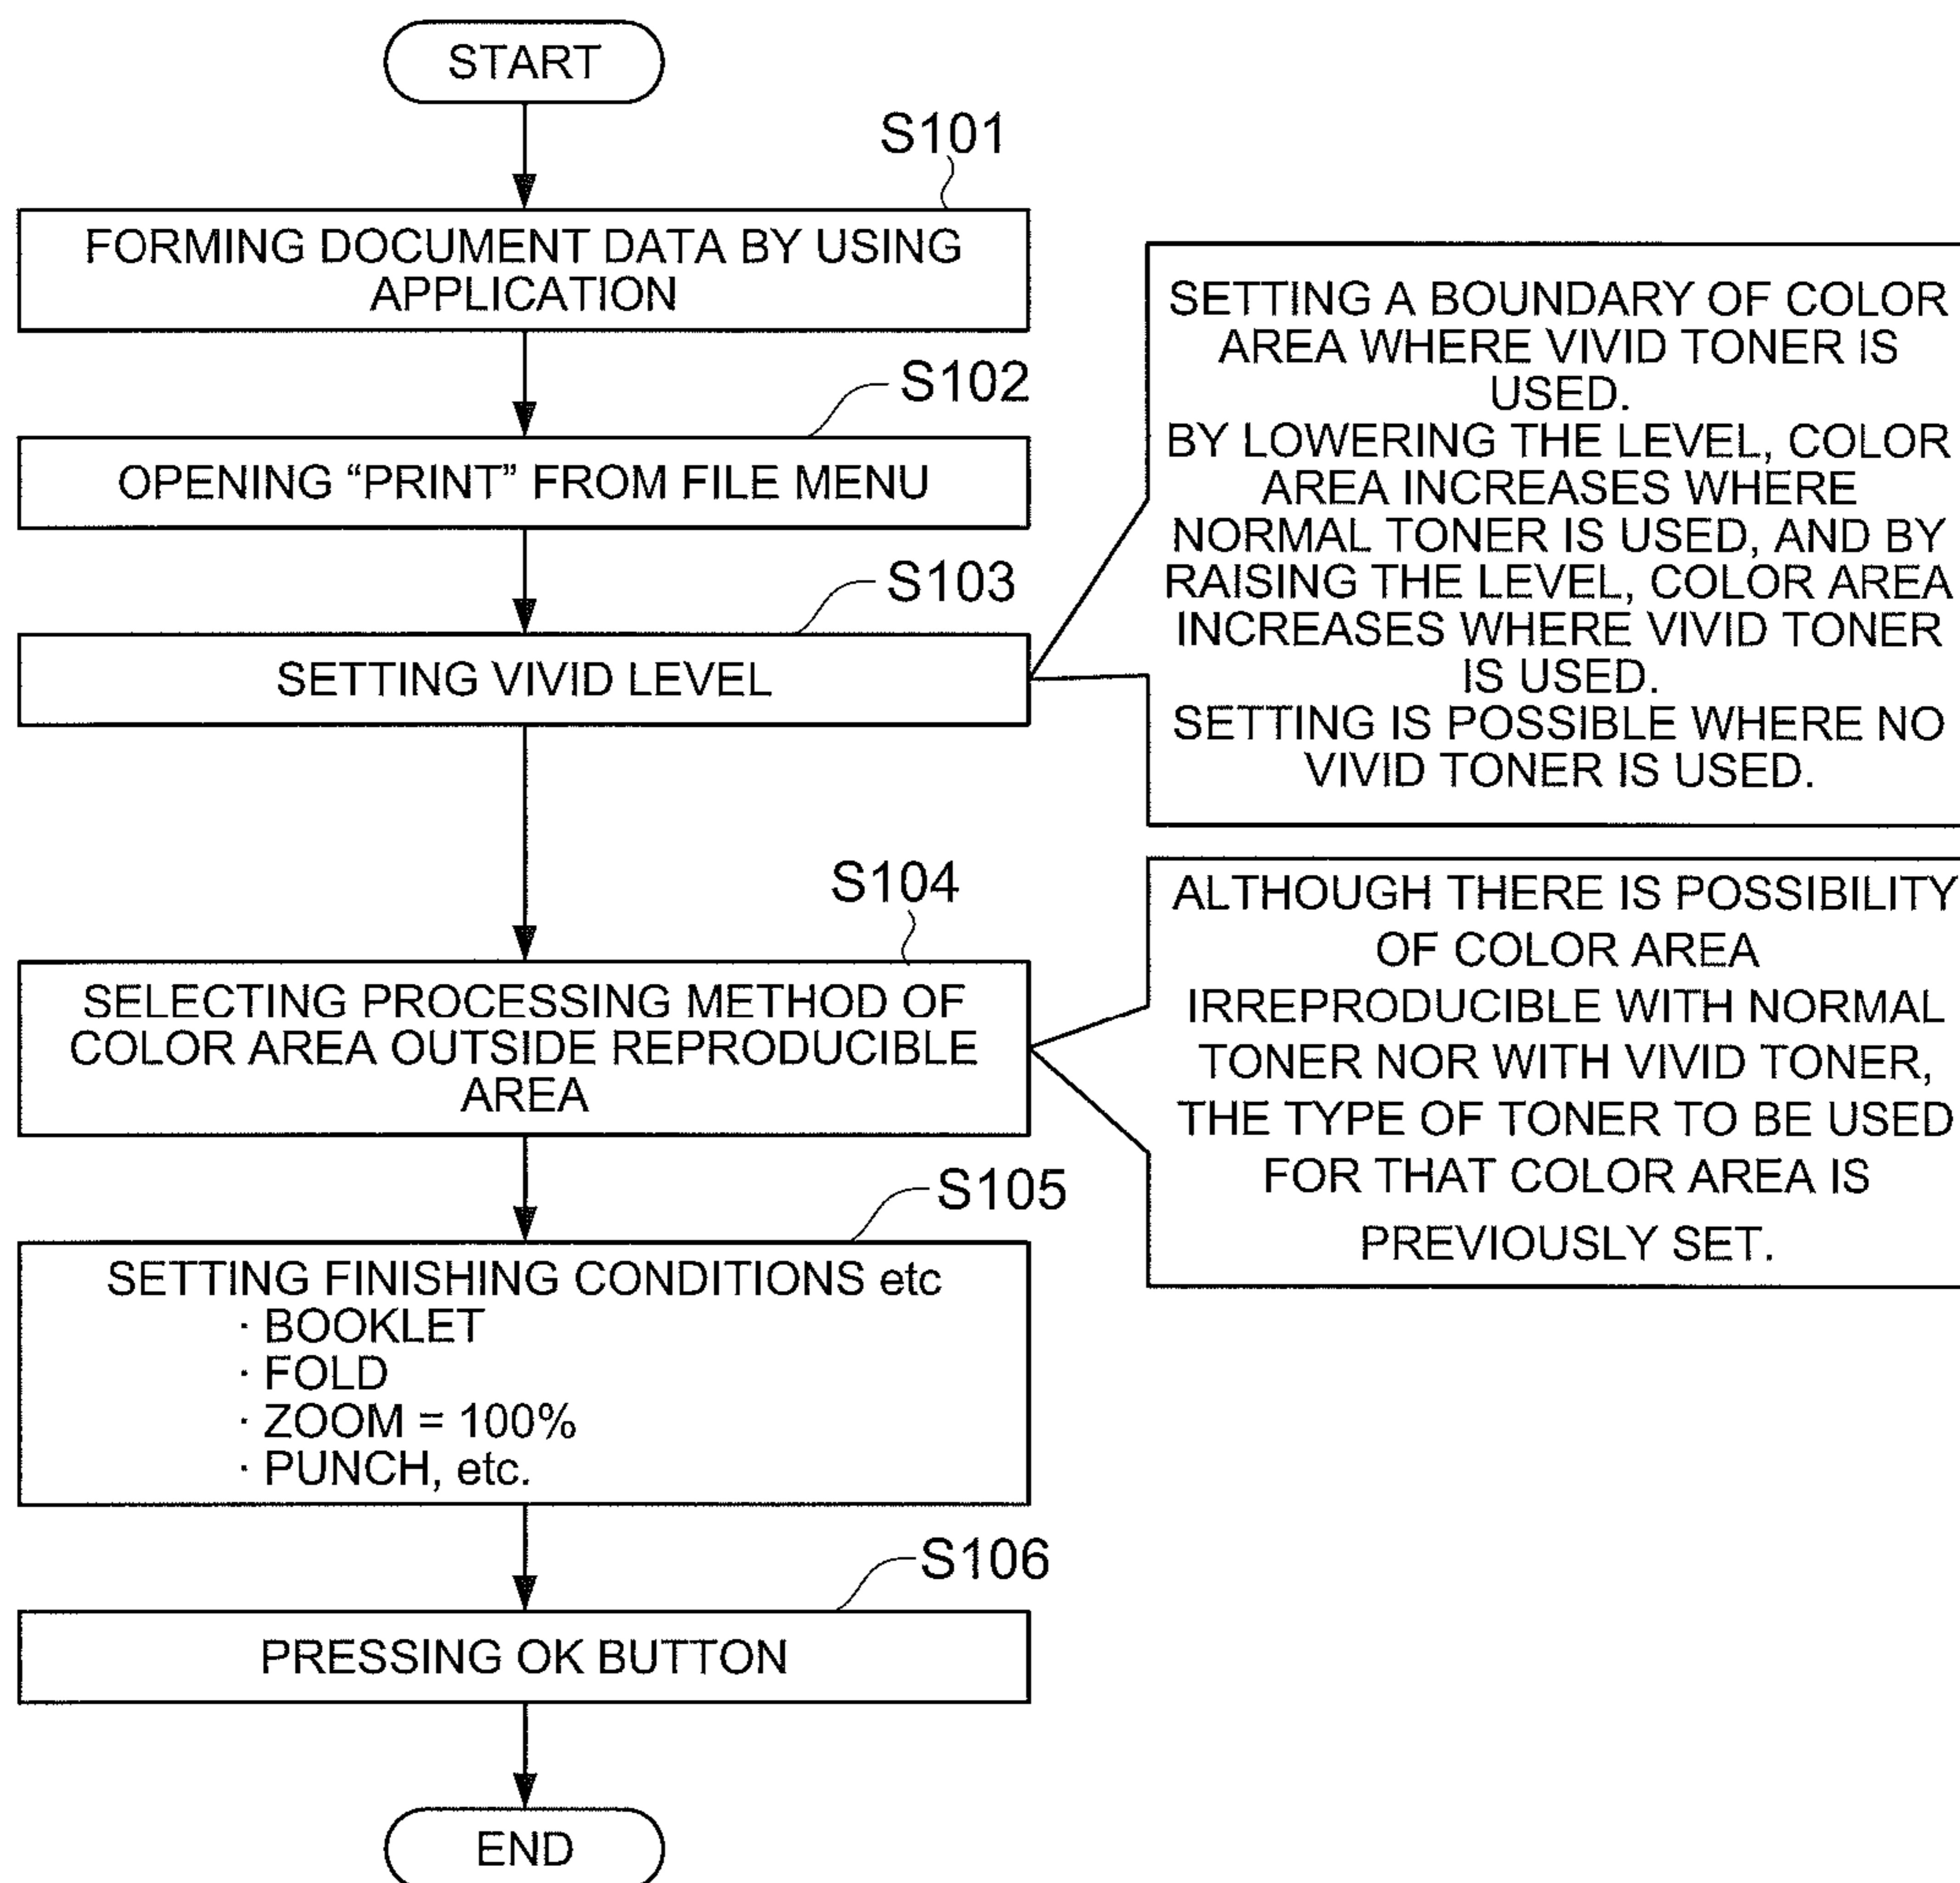 START
S101
FORMING DOCUMENT DATA BY USING
APPLICATION
S102
OPENING “PRINT” FROM FILE MENU
S103
SETTING VIVID LEVEL
SETTING A BOUNDARY OF COLOR
AREA WHERE VIVID TONER IS
USED.
BY LOWERING THE LEVEL, COLOR
AREA INCREASES WHERE
NORMAL TONER IS USED, AND BY
RAISING THE LEVEL, COLOR AREA
INCREASES WHERE VIVID TONER
IS USED.
SETTING IS POSSIBLE WHERE NO
VIVID TONER IS USED.
S104
SELECTING PROCESSING METHOD OF
COLOR AREA OUTSIDE REPRODUCIBLE
AREA
ALTHOUGH THERE IS POSSIBILITY
OF COLOR AREA
IRREPRODUCIBLE WITH NORMAL
TONER NOR WITH VIVID TONER,
THE TYPE OF TONER TO BE USED
FOR THAT COLOR AREA IS
PREVIOUSLY SET.
S105
SETTING FINISHING CONDITIONS etc
· BOOKLET
· FOLD
· ZOOM = 100%
· PUNCH, etc.
S106
PRESSING OK BUTTON
END